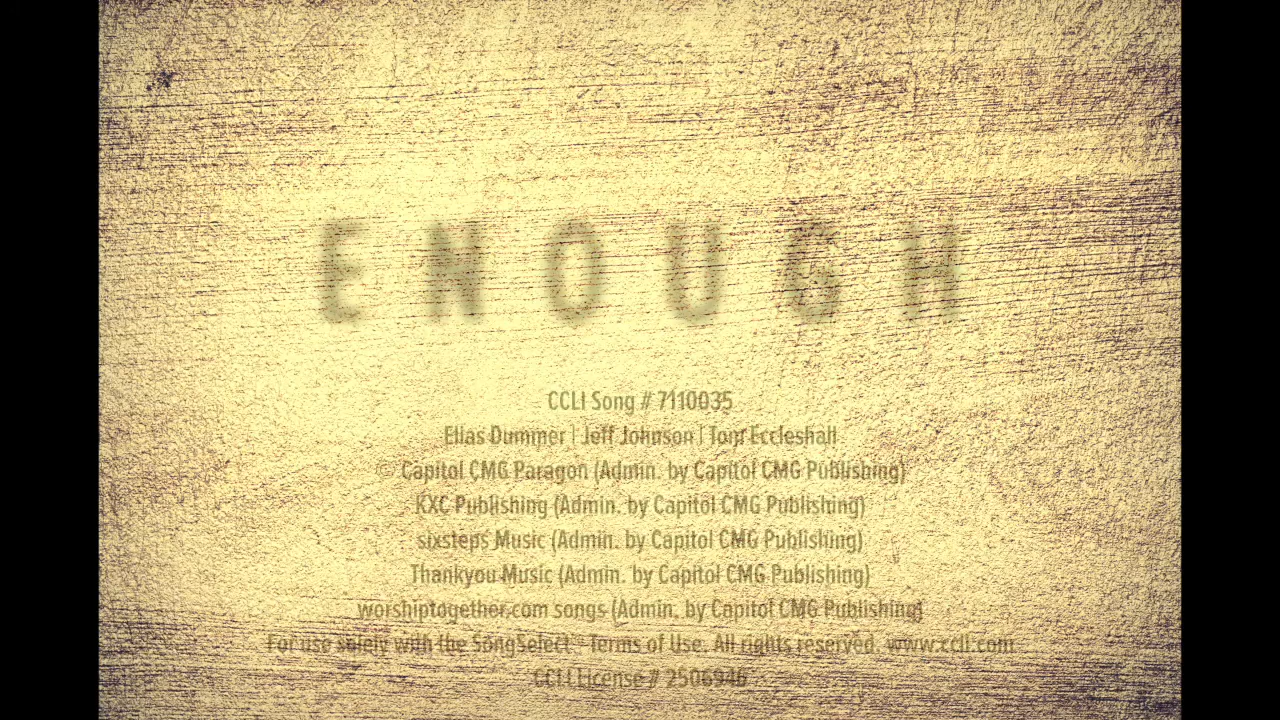 ENOUGH
CCLI Song # 7110035
Elias Dummer | Jeff Johnson | Tom Eccleshall
© Capitol CMG Paragon (Admin. by Capitol CMG Publishing)
KXC Publishing (Admin. by Capitol CMG Publishing)
sixsteps Music (Admin. by Capitol CMG Publishing)
Thankyou Music (Admin. by Capitol CMG Publishing)
worshiptogether.com songs (Admin. by Capitol CMG Publishing)
For use solely with the SongSelect® Terms of Use. All rights reserved. www.ccli.com
CCLI License # 2506946